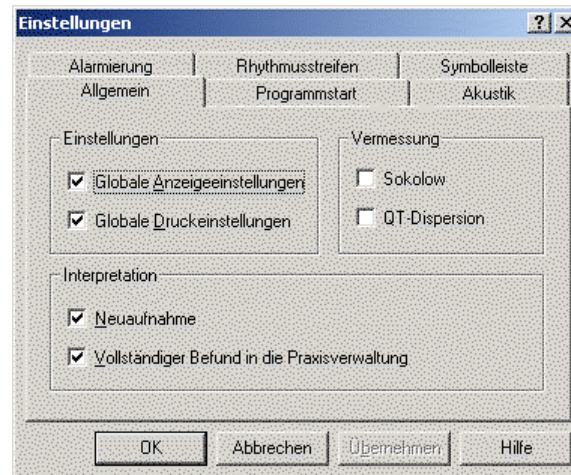 Einstellungen
Alarmierung Rhythmusstreifen Symbolleiste
Allgemein Programmstart Akustik
Einstellungen Vermessung
Globale Anzeigeeinstellungen Sokolow
Globale Druckeinstellungen QT-Dispersion
Interpretation
Neuaufnahme
Vollständiger Befund in die Praxisverwaltung
OK Abbrechen Übernehmen Hilfe